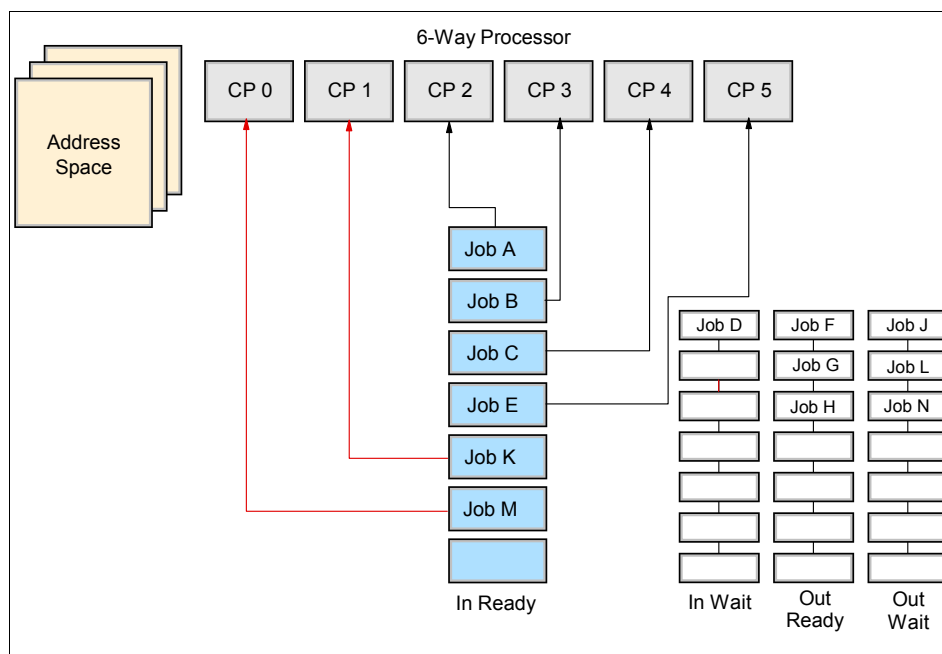 6-Way Processor
CP 0
CP 1
CP 2
CP 3
CP 4
CP 5
Address
Space
Job A
Job B
Job C
Job E
Job K
Job M
In Ready
Job D
In Wait
Job F
Job G
Job H
Out
Ready
Job J
Job L
Job N
Out
Wait